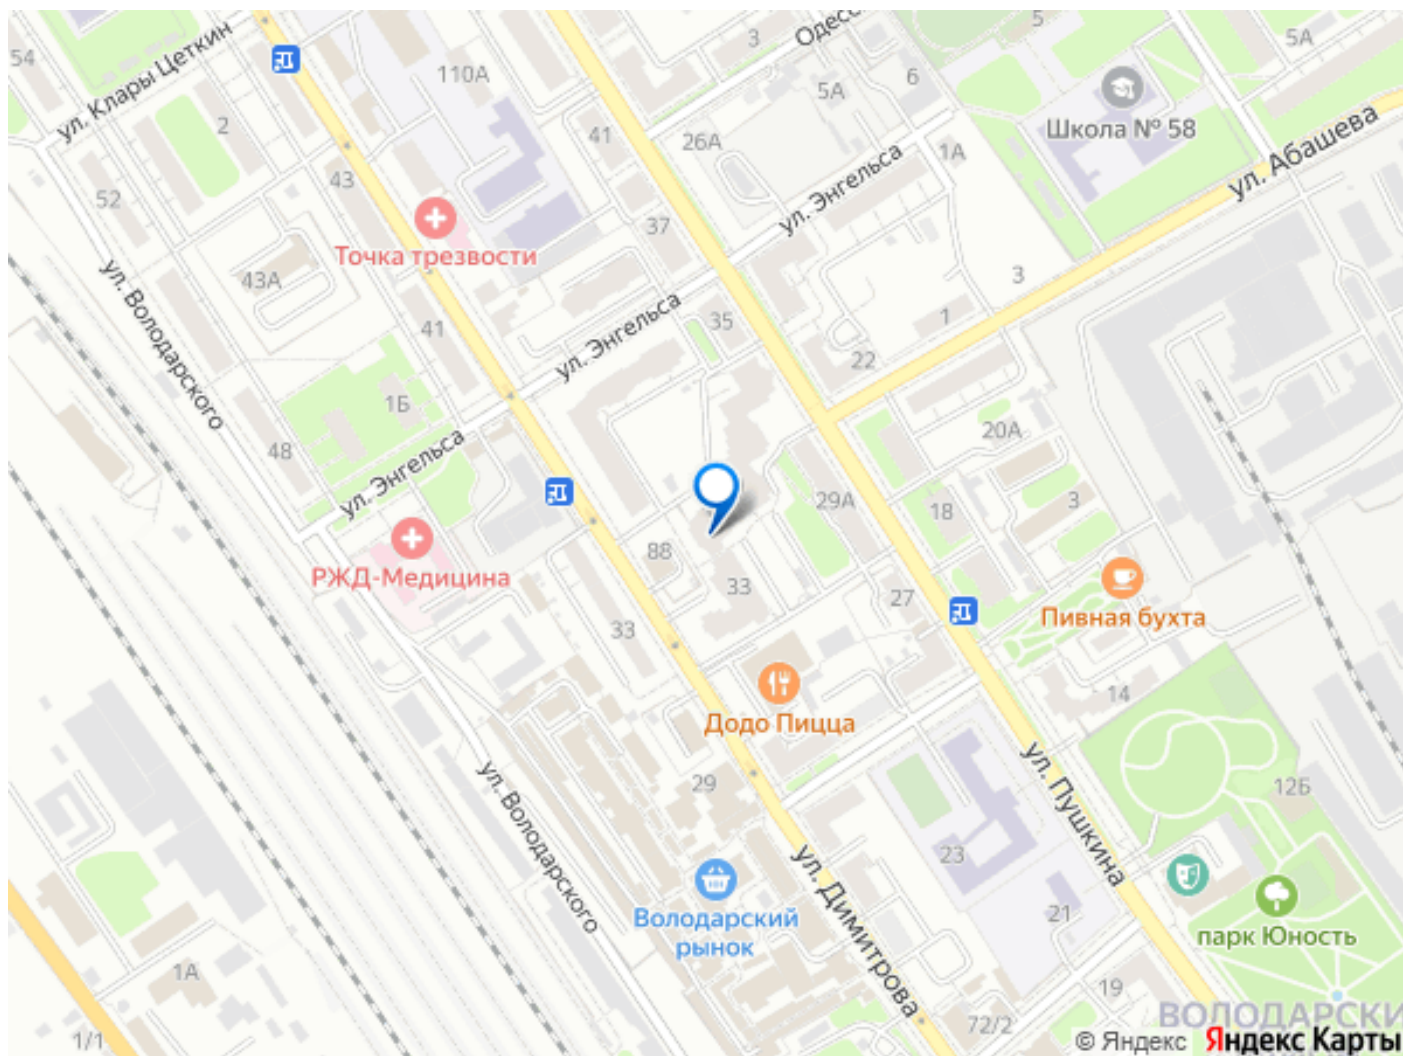 54
ул. Клары Цеткин
110А
3
Одесс
5
5А
5А
6
2
41
26А
Школа № 58
1А
ул. Абашева
52
43
ул. Энгельса
37
Точка трезвости
43А
3
ул. Володарского
41
ул. Энгельса
35
1
22
1Б
48
ул. Энгельса
20А
29А
18
3
88
РЖД-Медицина
33
27
Пивная бухта
33
14
Додо Пицца
ул. Володарского
29
ул. Пушкина
12Б
23
ул. Димитрова
21
Володарский
рынок
парк Юность
1А
19
72/2
ВОЛОДАРСКИ
1/1
© Яндекс Яндекс Карты